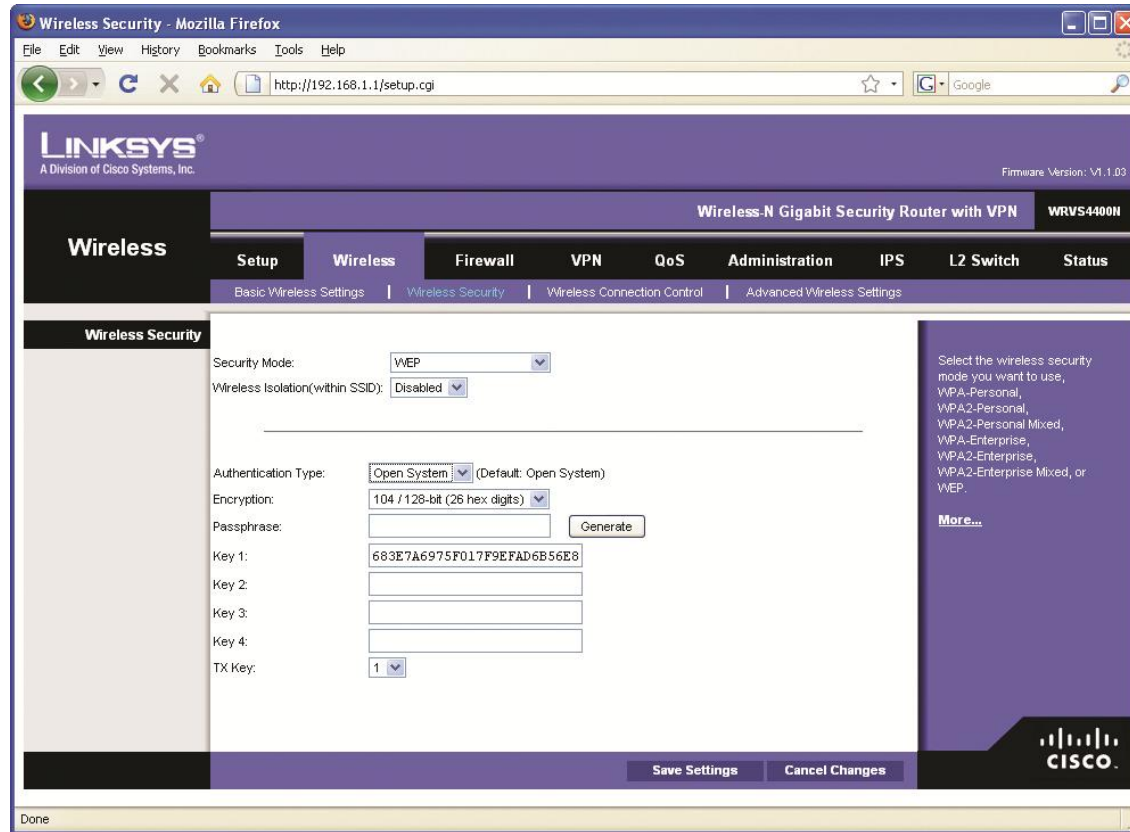 Wireless Security - Mozilla Firefox
File Edit View History Bookmarks Tools Help
http://192.168.1.1/setup.cgi
G Google
LINKSYS®
A Division of Cisco Systems, Inc.
Firmware Version: V1.1.03
Wireless-N Gigabit Security Router with VPN WRVS4400N
Wireless
Setup Wireless Firewall VPN QoS Administration IPS L2 Switch Status
Basic Wireless Settings | Wireless Security | Wireless Connection Control | Advanced Wireless Settings
Wireless Security
Security Mode: WEP
Wireless Isolation(within SSID): Disabled
Authentication Type: Open System (Default: Open System)
Encryption: 104 / 128-bit (26 hex digits)
Passphrase: Generate
Key 1: 683E7A6975F017F9EFAD6B56E8
Key 2:
Key 3:
Key 4:
TX Key: 1
Select the wireless security
mode you want to use,
WPA-Personal,
WPA2-Personal,
WPA2-Personal Mixed,
WPA-Enterprise,
WPA2-Enterprise,
WPA2-Enterprise Mixed, or
WEP.
More...
Save Settings Cancel Changes
CISCO.
Done